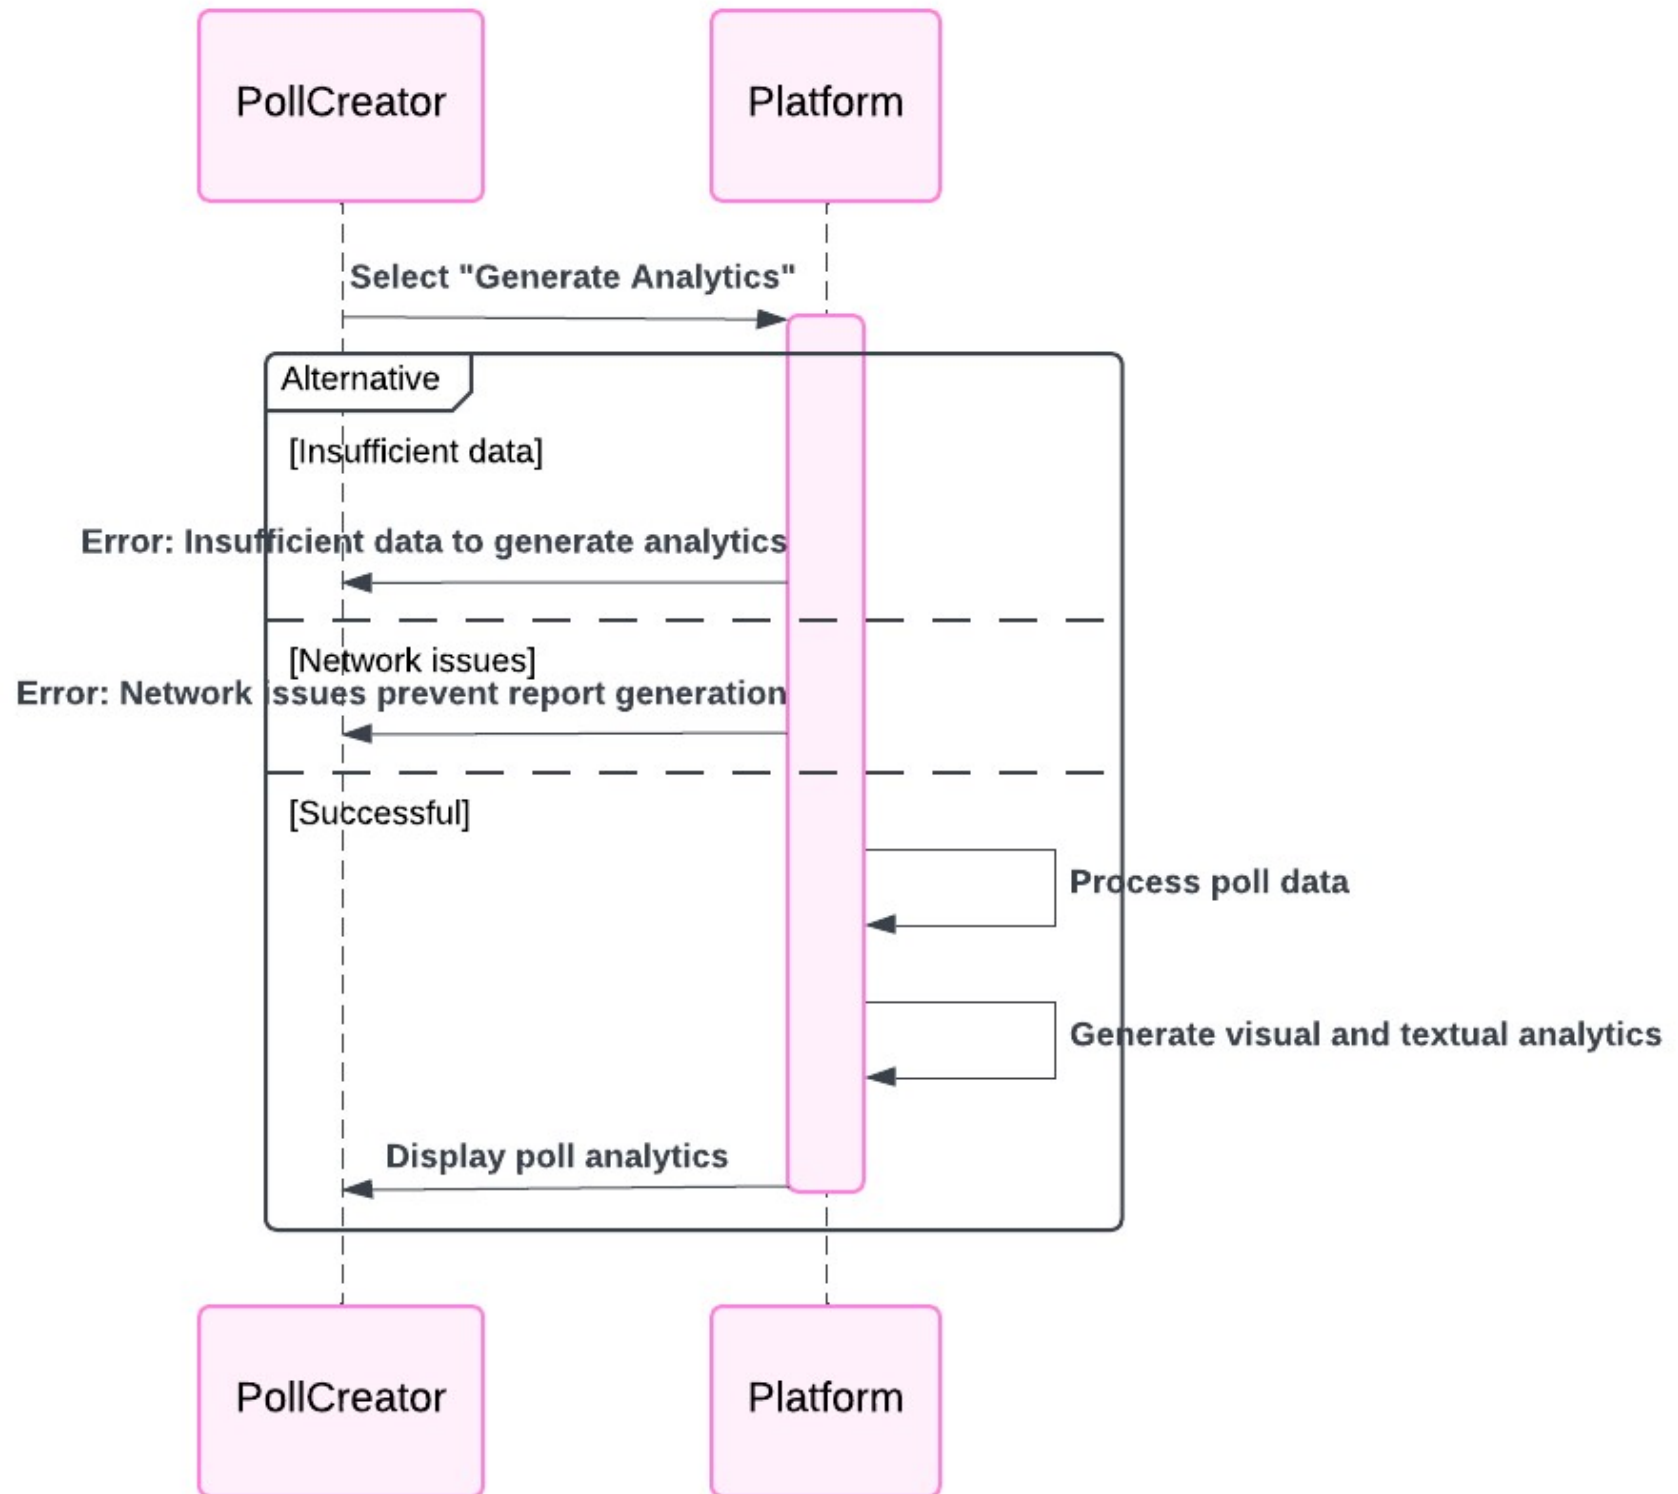 PollCreator
Platform
Select "Generate Analytics"
Alternative
[Insufficient data]
Error: Insufficient data to generate analytics
[Network issues]
Error: Network issues prevent report generation
[Successful]
Process poll data
Generate visual and textual analytics
Display poll analytics
PollCreator
Platform